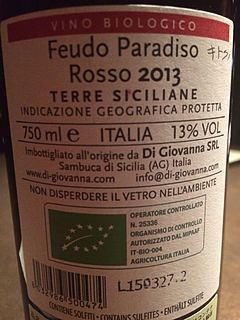 VINO BIOLOGICO
Feudo Paradiso
Rosso 2013
TERRE SICILIANE
INDICAZIONE GEOGRAFICA PROTETTA
750 ml e ITALIA 13% VOL
Imbottigliato all'origine da Di Giovanna SRL
Sambuca di Sicilia (AG) Italia
www.di-giovanna.com info@di-giovanna.com
NON DISPERDERE IL VETRO NELL'AMBIENTE
OPERATORE CONTROLLATO
N. 25336
ORGANISMO DI CONTROLLO
AUTORIZZATO DAL MIPAAF
IT-BIO-004
AGRICOLTURA ITALIA
L159327.2
CONTIENE SOLFITI - CONTAINS SULFITES - ENTHÄLT SULFITE